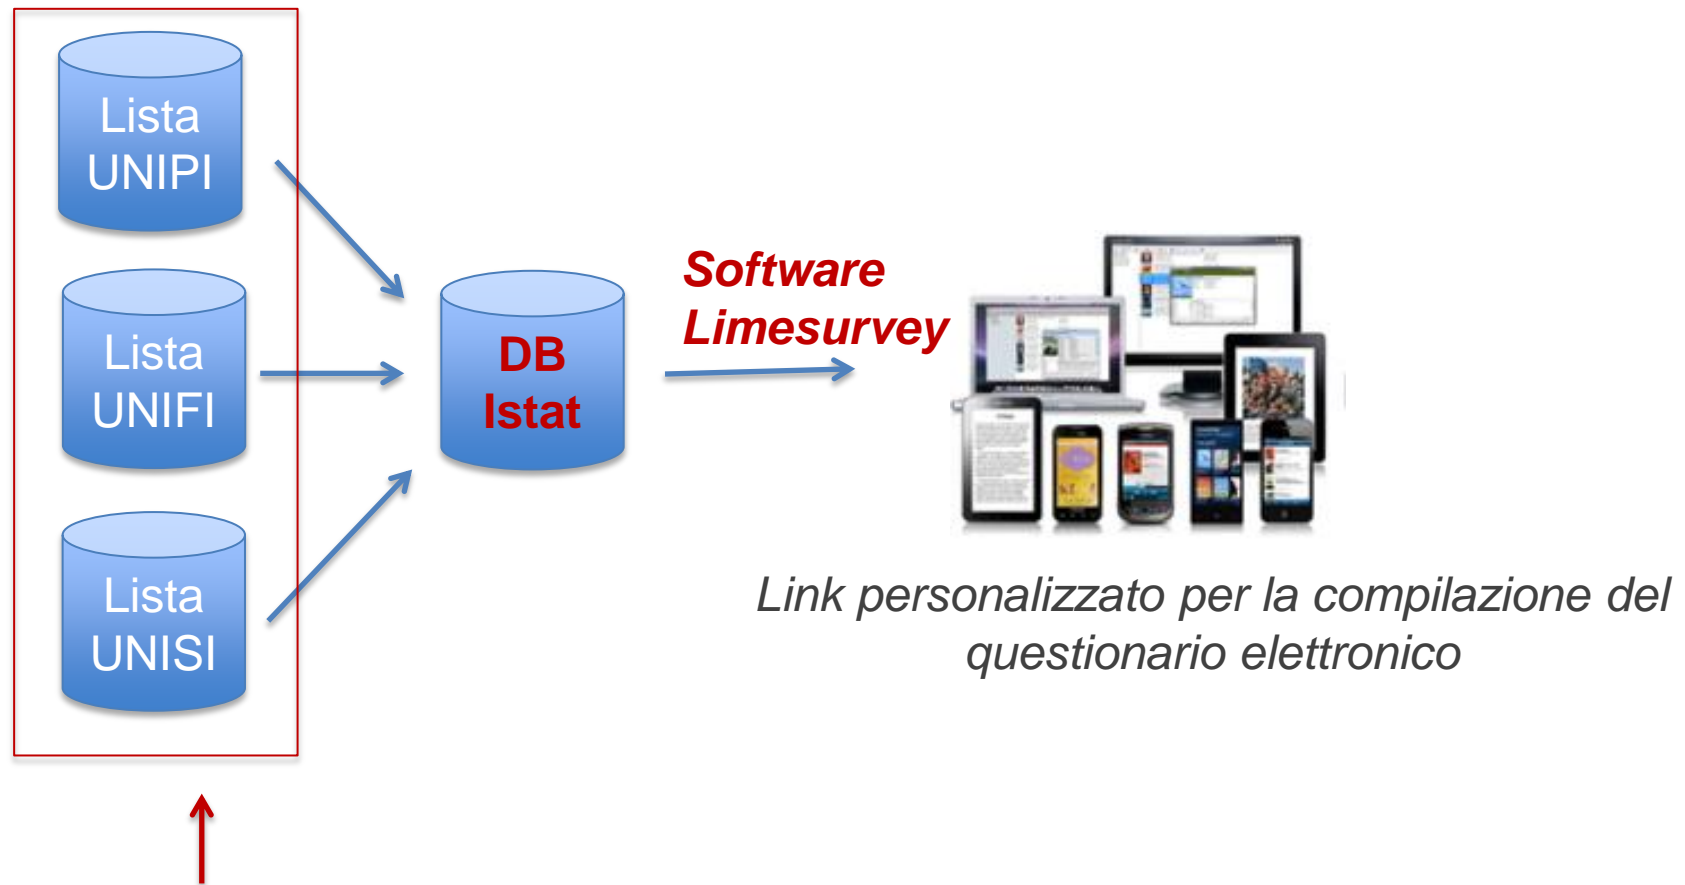 Lista
UNIPI
Lista
UNIFI
Lista
UNISI
DB
Istat
Software
Limesurvey
Link personalizzato per la compilazione del
questionario elettronico